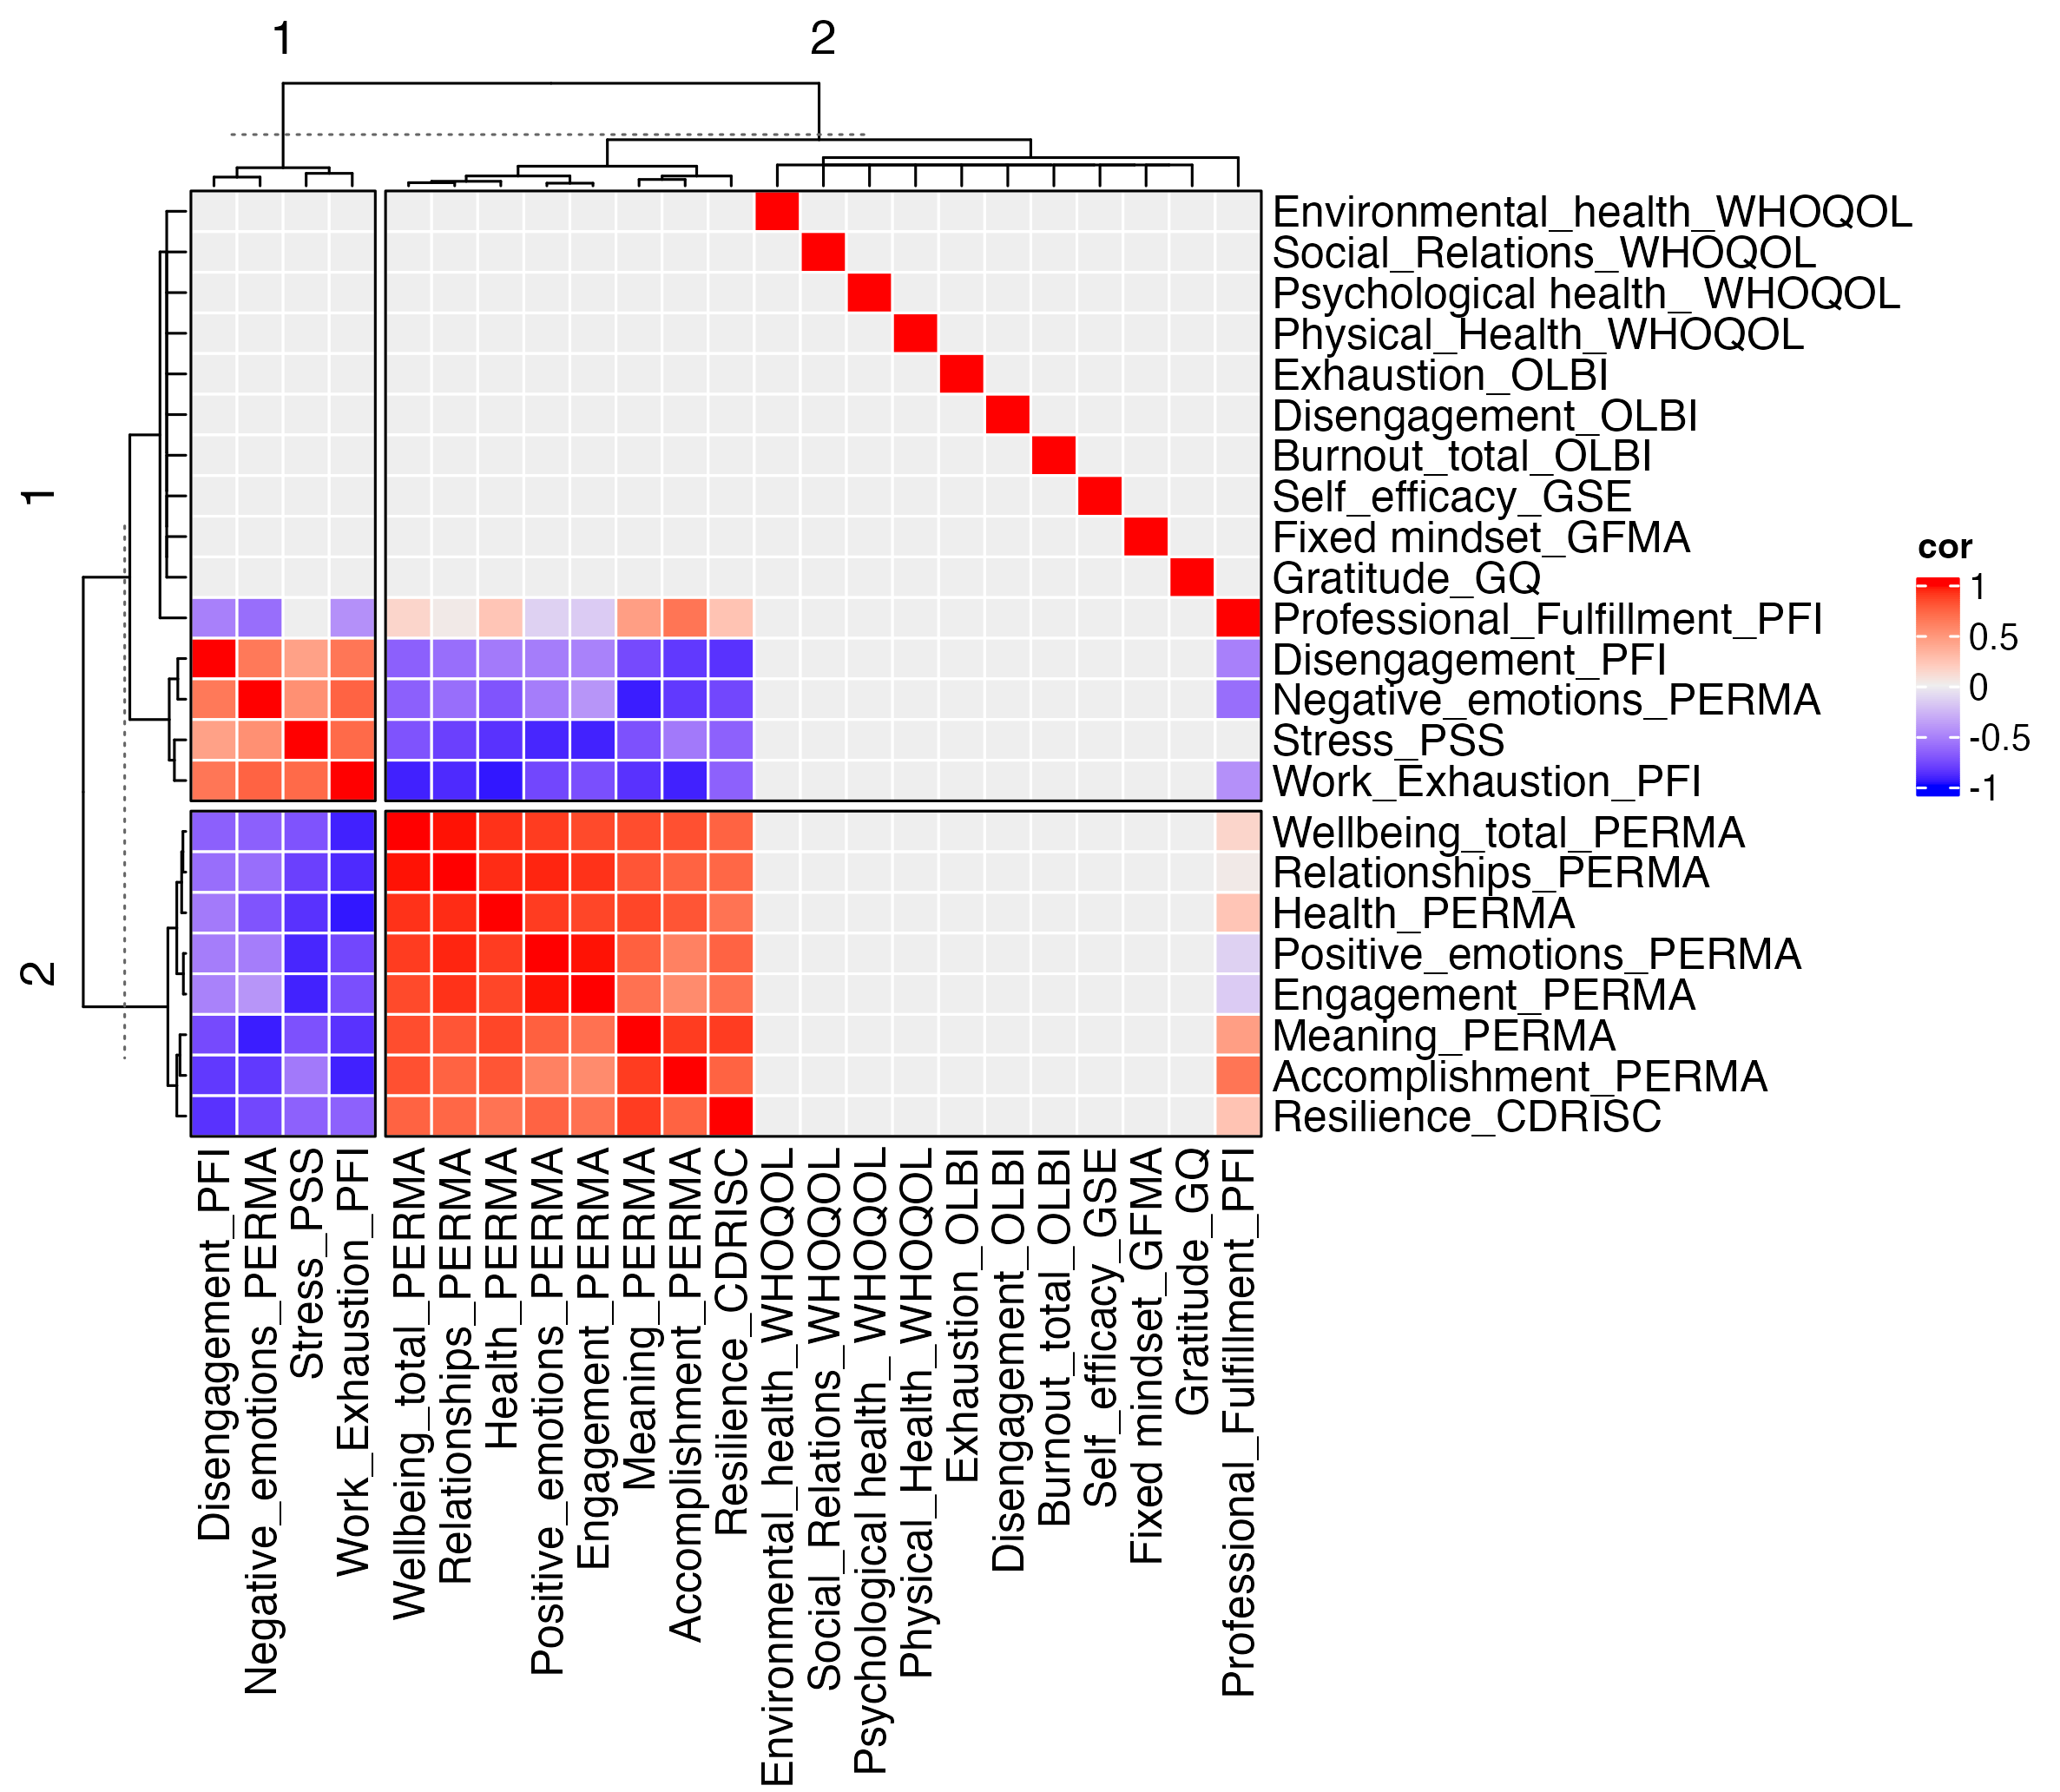 1
2
1
2
Environmental_health_WHOQOL
Social_Relations_WHOQOL
Psychological health_ WHOQOL
Physical_Health_WHOQOL
Exhaustion_OLBI
Disengagement_OLBI
Burnout_total_OLBI
Self_efficacy_GSE
Fixed mindset_GFMA
Gratitude_GQ
Professional_Fulfillment_PFI
Disengagement_PFI
Negative_emotions_PERMA
Stress_PSS
Work_Exhaustion_PFI
Wellbeing_total_PERMA
Relationships_PERMA
Health_PERMA
Positive_emotions_PERMA
Engagement_PERMA
Meaning_PERMA
Accomplishment_PERMA
Resilience_CDRISC
cor
1
0.5
0
-0.5
-1
Disengagement_PFI
Negative_emotions_PERMA
Stress_PSS
Work_Exhaustion_PFI
Wellbeing_total_PERMA
Relationships_PERMA
Health_PERMA
Positive_emotions_PERMA
Engagement_PERMA
Meaning_PERMA
Accomplishment_PERMA
Resilience_CDRISC
Environmental_health_WHOQOL
Social_Relations_WHOQOL
Psychological health_ WHOQOL
Physical_Health_WHOQOL
Exhaustion_OLBI
Disengagement_OLBI
Burnout_total_OLBI
Self_efficacy_GSE
Fixed mindset_GFMA
Gratitude_GQ
Professional_Fulfillment_PFI